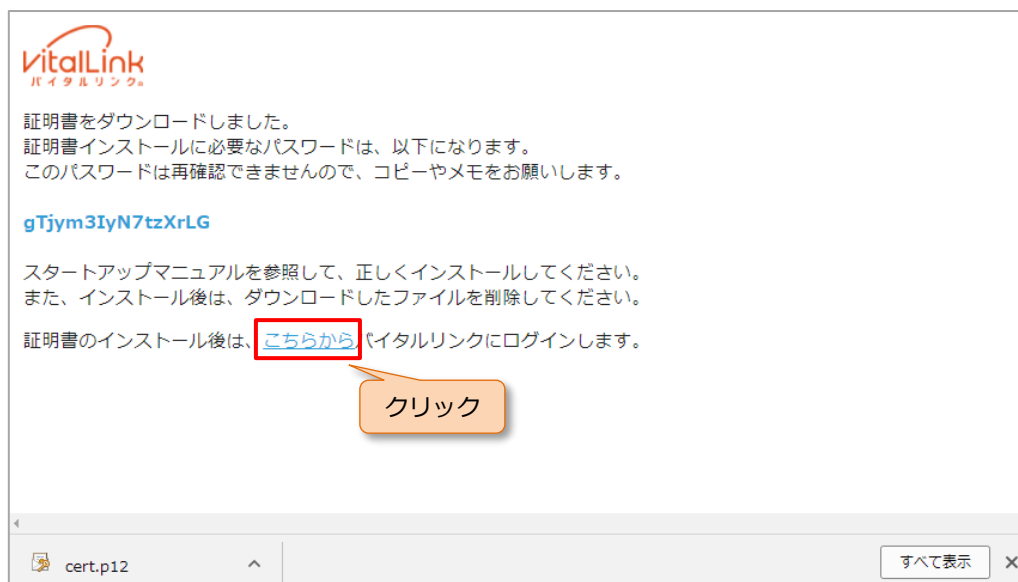 VitalLink
バイタルリンク®
証明書をダウンロードしました。
証明書インストールに必要なパスワードは、以下になります。
このパスワードは再確認できませんので、コピーやメモをお願いします。
gTjym3IyN7tzXrLG
スタートアップマニュアルを参照して、正しくインストールしてください。
また、インストール後は、ダウンロードしたファイルを削除してください。
証明書のインストール後は、こちらからバイタルリンクにログインします。
クリック
cert.p12
すべて表示